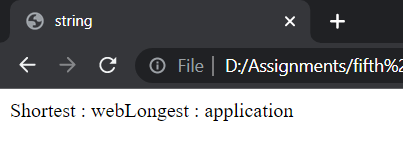 string
File | D:/Assignments/fifth%2
Shortest : webLongest : application